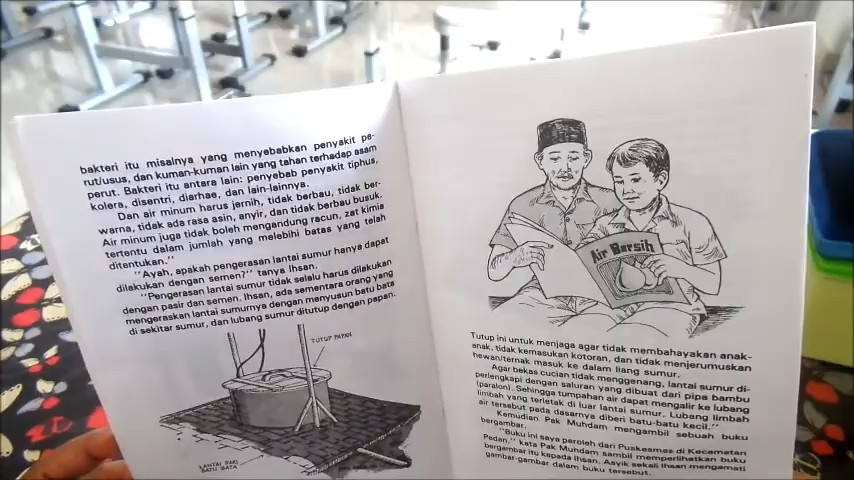 bakteri itu misalnya yang menyebabkan penyakit pe-
rut/usus, dan kuman-kuman lain yang tahan terhadap asam
perut. Bakteri itu antara lain: penyebab penyakit tiphus,
kolera, disentri, diarhae, dan lain-lainnya.
Dan air minum harus jernih, tidak berbau, tidak ber-
warna, tidak ada rasa asin, anyir, dan tidak berbau busuk.
Air minum juga tidak boleh mengandung racun, zat kimia
tertentu dalam jumlah yang melebihi batas yang telah
ditentukan."
"Ayah, apakah pengerasan lantai sumur hanya dapat
dilakukan dengan semen?" tanya Ihsan.
"Pengerasan lantai sumur tidak selalu harus dilakukan
dengan pasir dan semen. Ihsan, ada sementara orang yang
mengeraskan lantai sumurnya dengan menyusun batu bata
di sekitar sumur, dan lubang sumur ditutup dengan papan.
TUTUP PAPAN
LANTAI DARI
BATU BATA
Air Bersih
Tutup ini untuk menjaga agar tidak membahayakan anak-
anak, tidak kemasukan kotoran, dan tidak menjerumuskan
hewan/ternak masuk ke dalam liang sumur.
Agar bekas cucian tidak menggenang, lantai sumur di-
perlengkapi dengan saluran yang dibuat dari pipa bambu
(paralon). Sehingga tumpahan air dapat mengalir ke lubang
limbah yang terletak di luar lantai sumur. Lubang limbah
air tersebut pada dasarnya diberi batu-batu kecil."
Kemudian Pak Muhdam mengambil sebuah buku
bergambar.
"Buku ini saya peroleh dari Puskesmas di Kecamatan
Pedan," kata Pak Muhdam sambil memperlihatkan buku
bergambar itu kepada Ihsan. Asyik sekali Ihsan mengamati
gambar-gambar dalam buku tersebut.